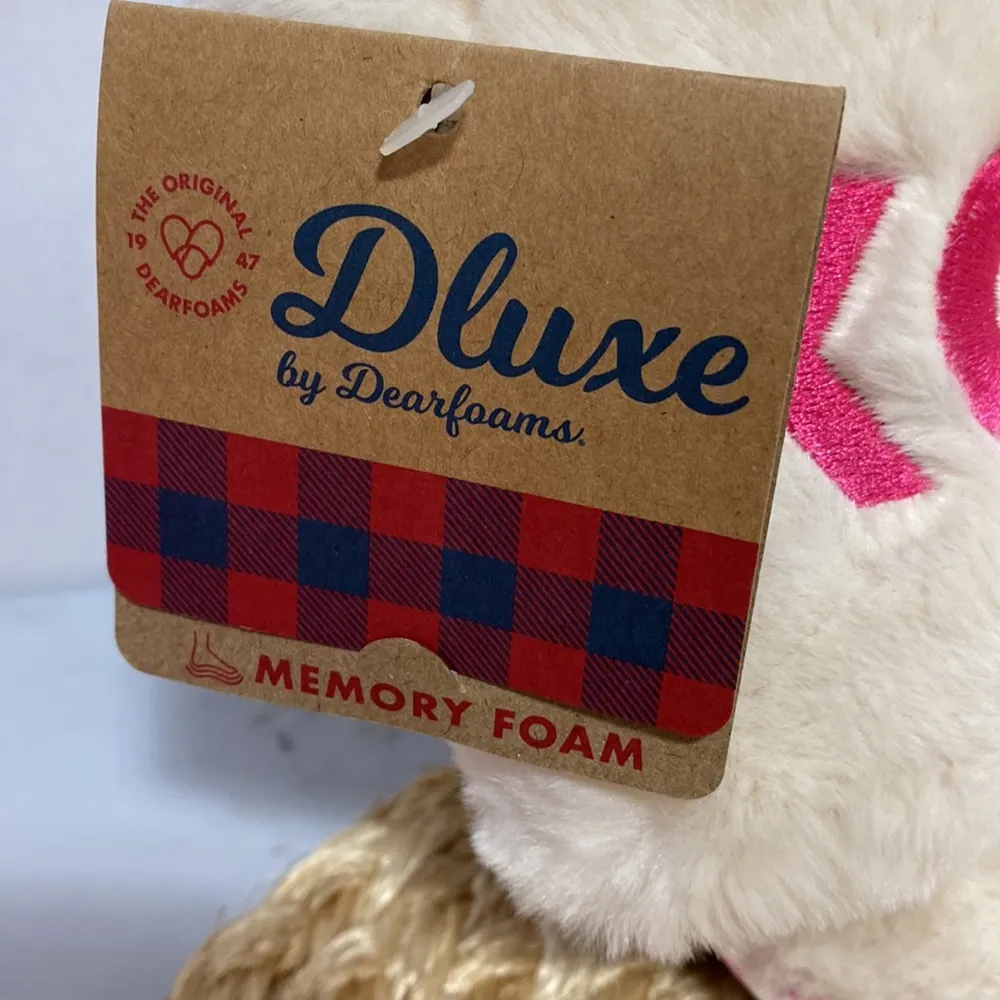 THE ORIGINAL
19 47
DEARFOAMS
Dluxe
by Dearfoams.
MEMORY FOAM